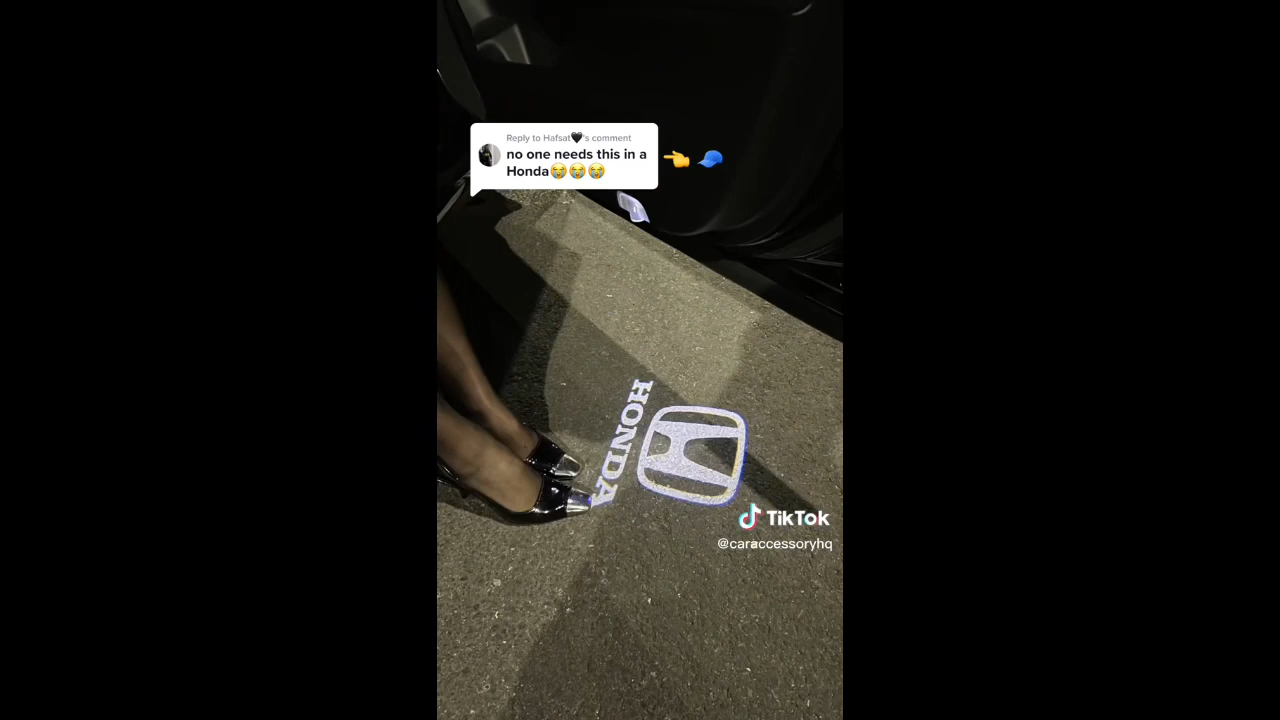 Reply to Hafsat🖤's comment
no one needs this in a
Honda😭😭😭
👈 🧢
HONDA
TikTok
@caraccessoryhq